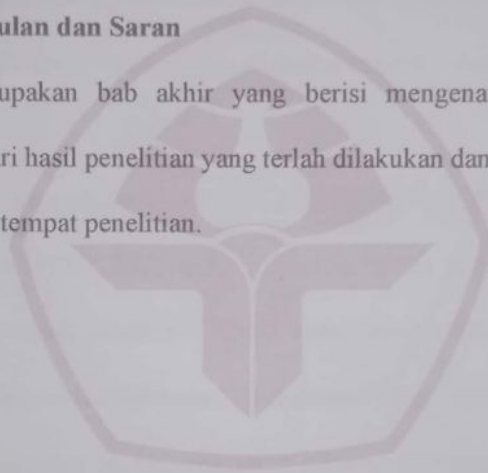 ulan dan Saran
upakan bab akhir yang berisi mengena
ri hasil penelitian yang terlah dilakukan dan
tempat penelitian.